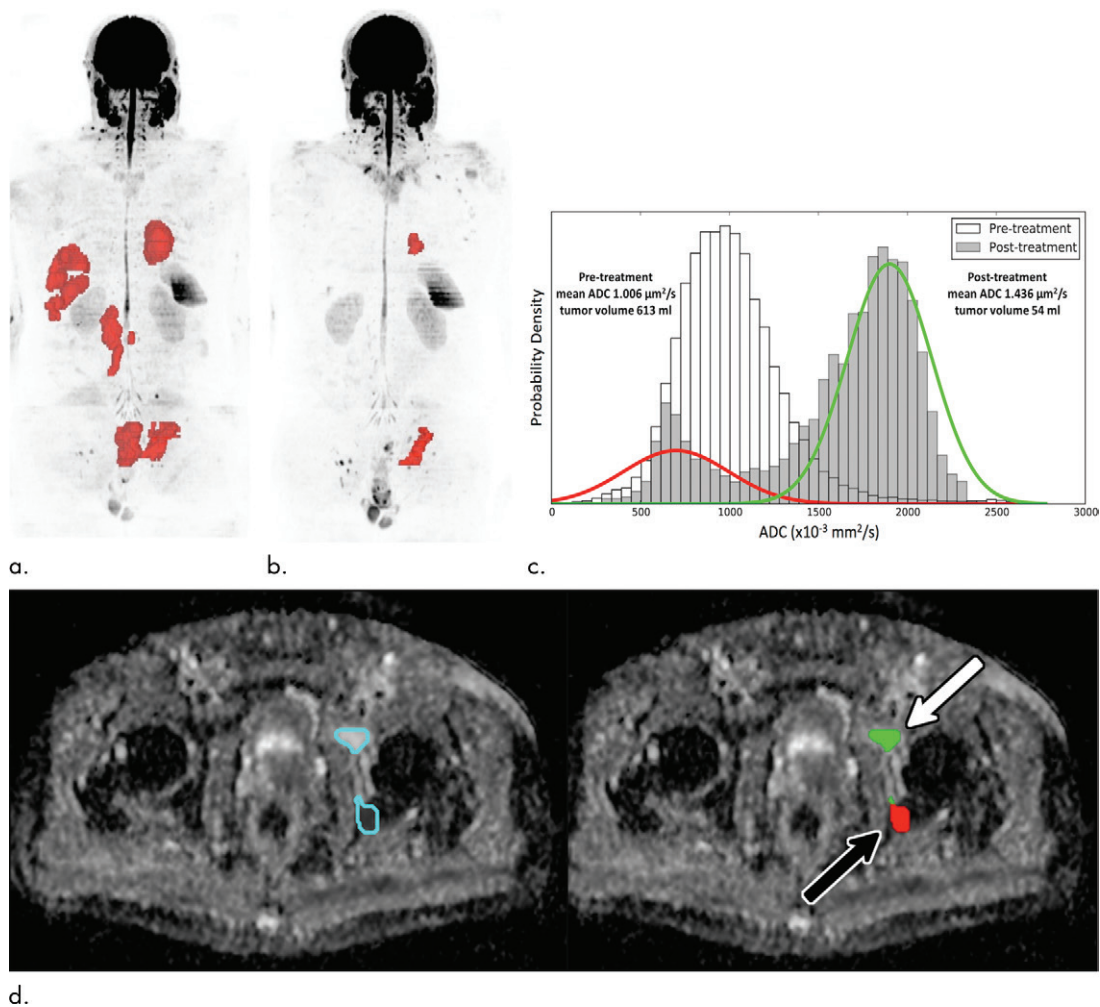 Pre-treatment
Post-treatment
Pre-treatment
mean ADC 1.006 µm²/s
tumor volume 613 ml
Post-treatment
mean ADC 1.436 µm²/s
tumor volume 54 ml
Probability Density
0 500 1000 1500 2000 2500 30000
ADC (x10⁻³ mm²/s)
a.
b.
c.
d.